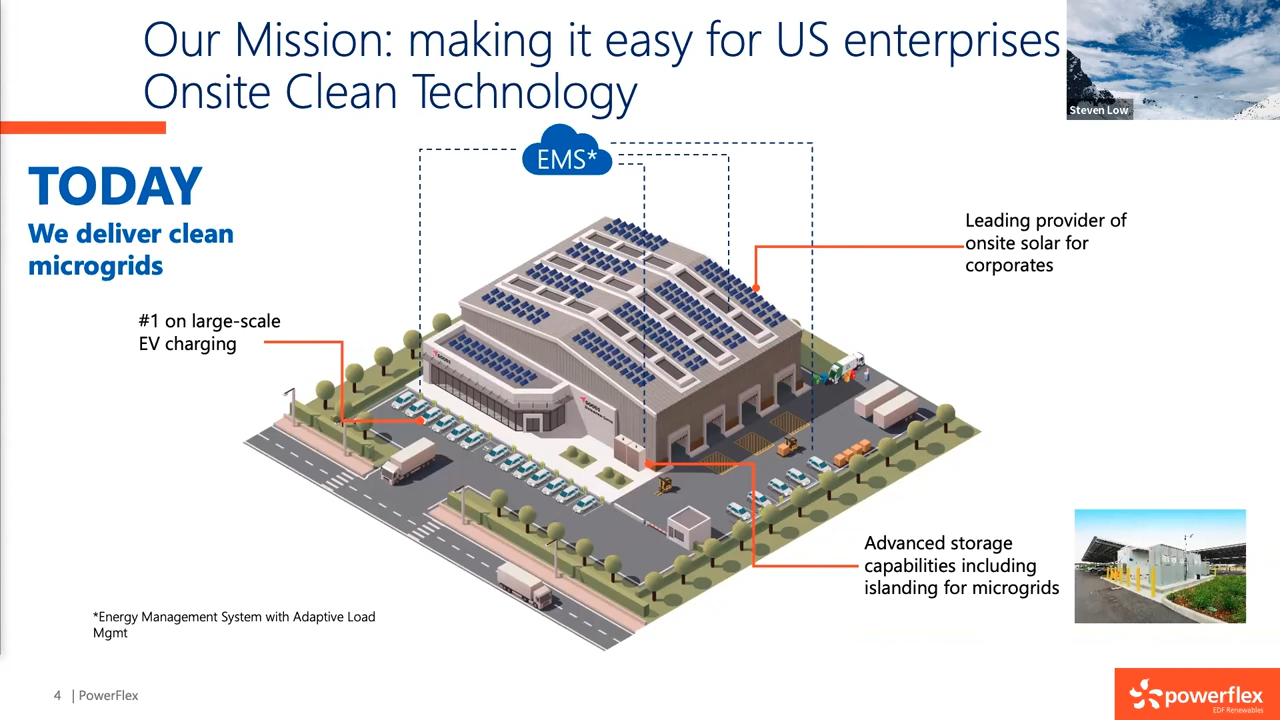 Our Mission: making it easy for US enterprises
Onsite Clean Technology
Steven Low
EMS*
TODAY
We deliver clean
microgrids
Leading provider of
onsite solar for
corporates
#1 on large-scale
EV charging
Advanced storage
capabilities including
islanding for microgrids
*Energy Management System with Adaptive Load
Mgmt
4 | PowerFlex
powerflex
EDF Renewables